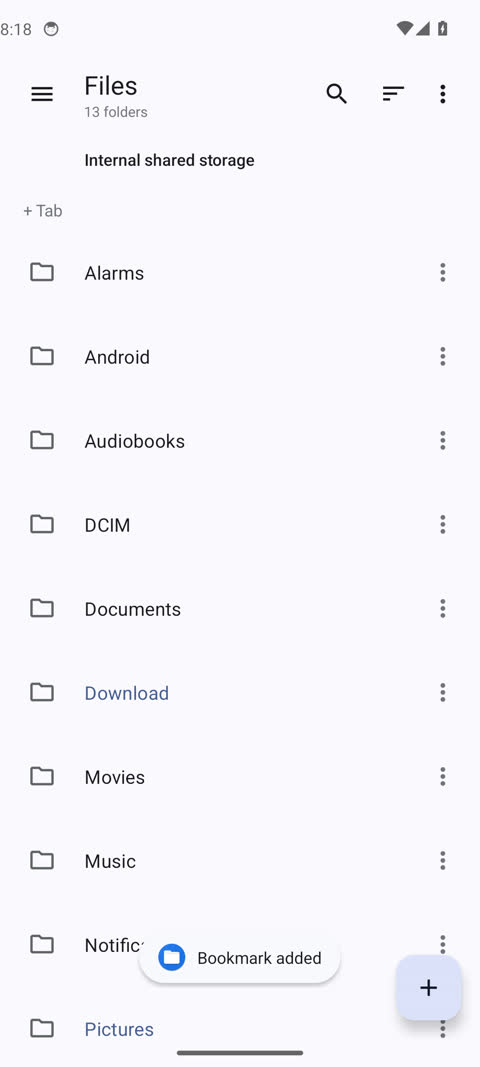 8:18
Files
13 folders
Internal shared storage
+ Tab
Alarms
Android
Audiobooks
DCIM
Documents
Download
Movies
Music
Bookmark added
Pictures